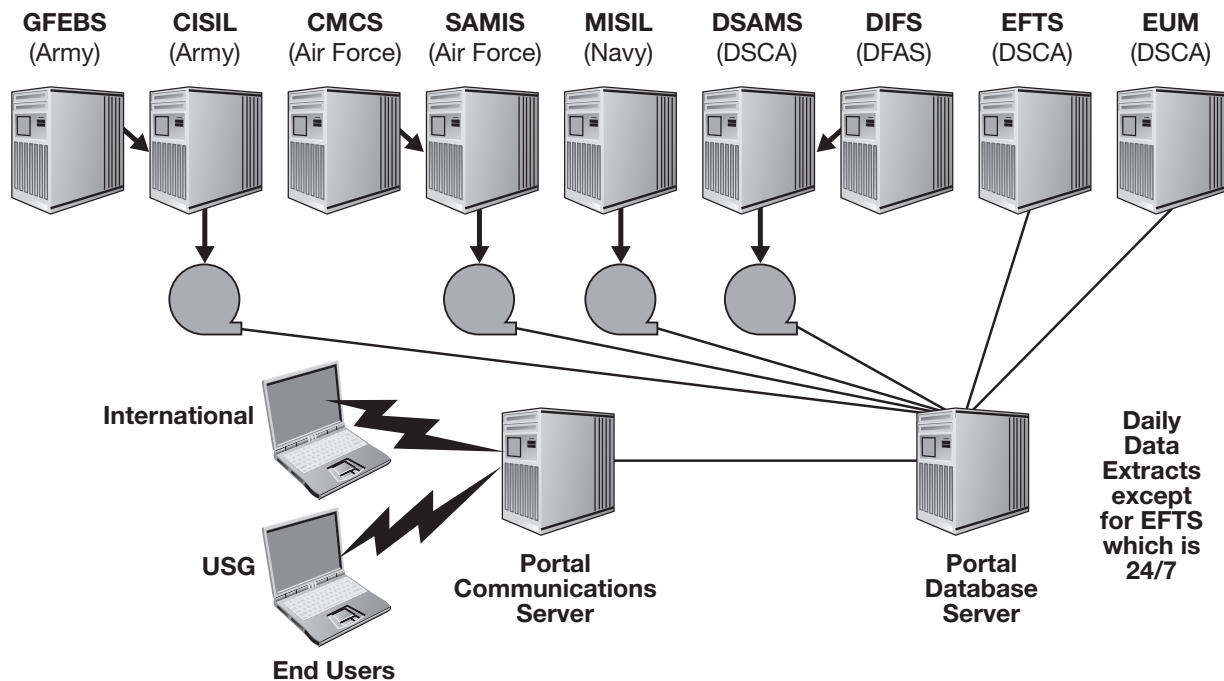 GFEBS
(Army)
CISIL
(Army)
CMCS
(Air Force)
SAMIS
(Air Force)
MISIL
(Navy)
DSAMS
(DSCA)
DIFS
(DFAS)
EFTS
(DSCA)
EUM
(DSCA)
International
USG
End Users
Portal
Communications
Server
Portal
Database
Server
Daily
Data
Extracts
except
for EFTS
which is
24/7